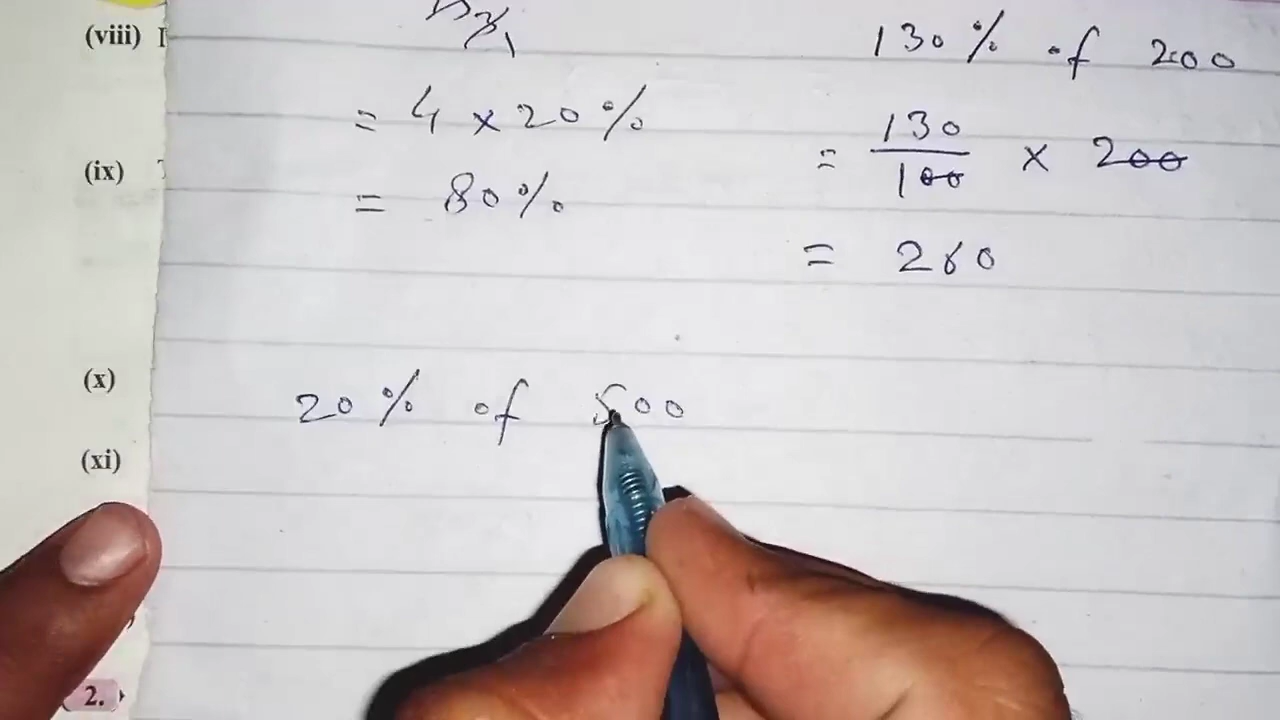 (viii) I
= 4 × 20%
= 80%
130% of 200
= 130/100 × 200
= 260
(ix)
(x)
20% of 500
(xi)
2.